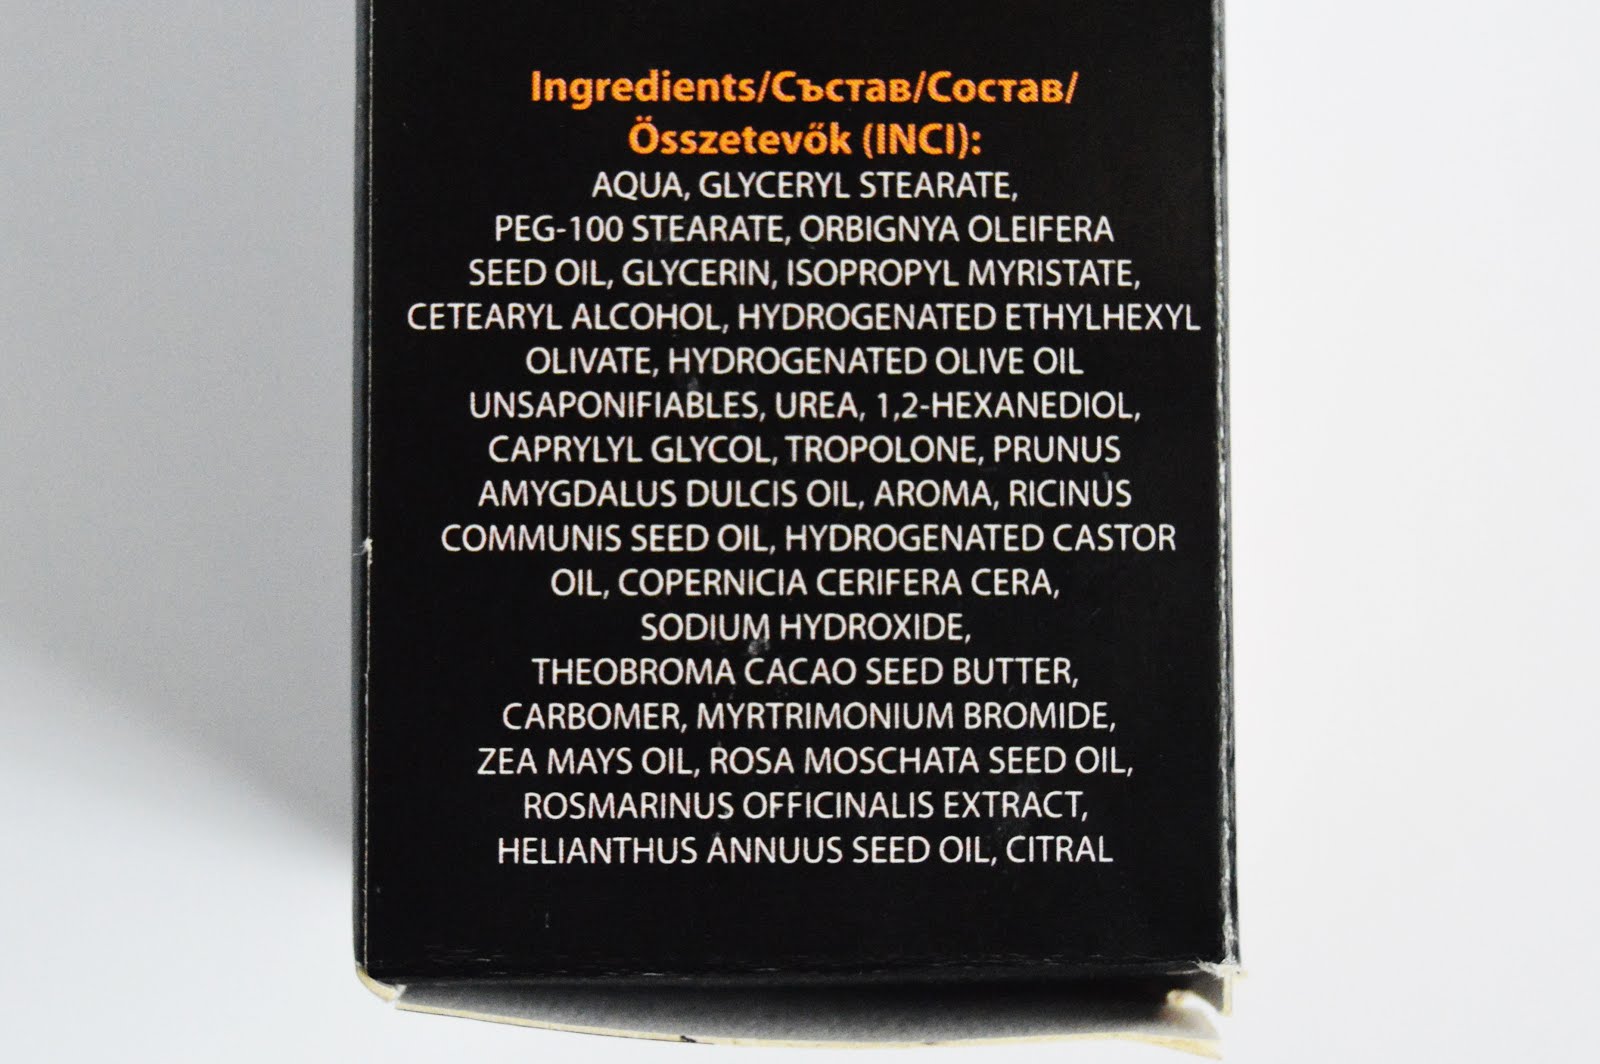 Ingredients/Състав/Состав/
Összetevők (INCI):
AQUA, GLYCERYL STEARATE,
PEG-100 STEARATE, ORBIGNYA OLEIFERA
SEED OIL, GLYCERIN, ISOPROPYL MYRISTATE,
CETEARYL ALCOHOL, HYDROGENATED ETHYLHEXYL
OLIVATE, HYDROGENATED OLIVE OIL
UNSAPONIFIABLES, UREA, 1,2-HEXANEDIOL,
CAPRYLYL GLYCOL, TROPOLONE, PRUNUS
AMYGDALUS DULCIS OIL, AROMA, RICINUS
COMMUNIS SEED OIL, HYDROGENATED CASTOR
OIL, COPERNICIA CERIFERA CERA,
SODIUM HYDROXIDE,
THEOBROMA CACAO SEED BUTTER,
CARBOMER, MYRTRIMONIUM BROMIDE,
ZEA MAYS OIL, ROSA MOSCHATA SEED OIL,
ROSMARINUS OFFICINALIS EXTRACT,
HELIANTHUS ANNUUS SEED OIL, CITRAL